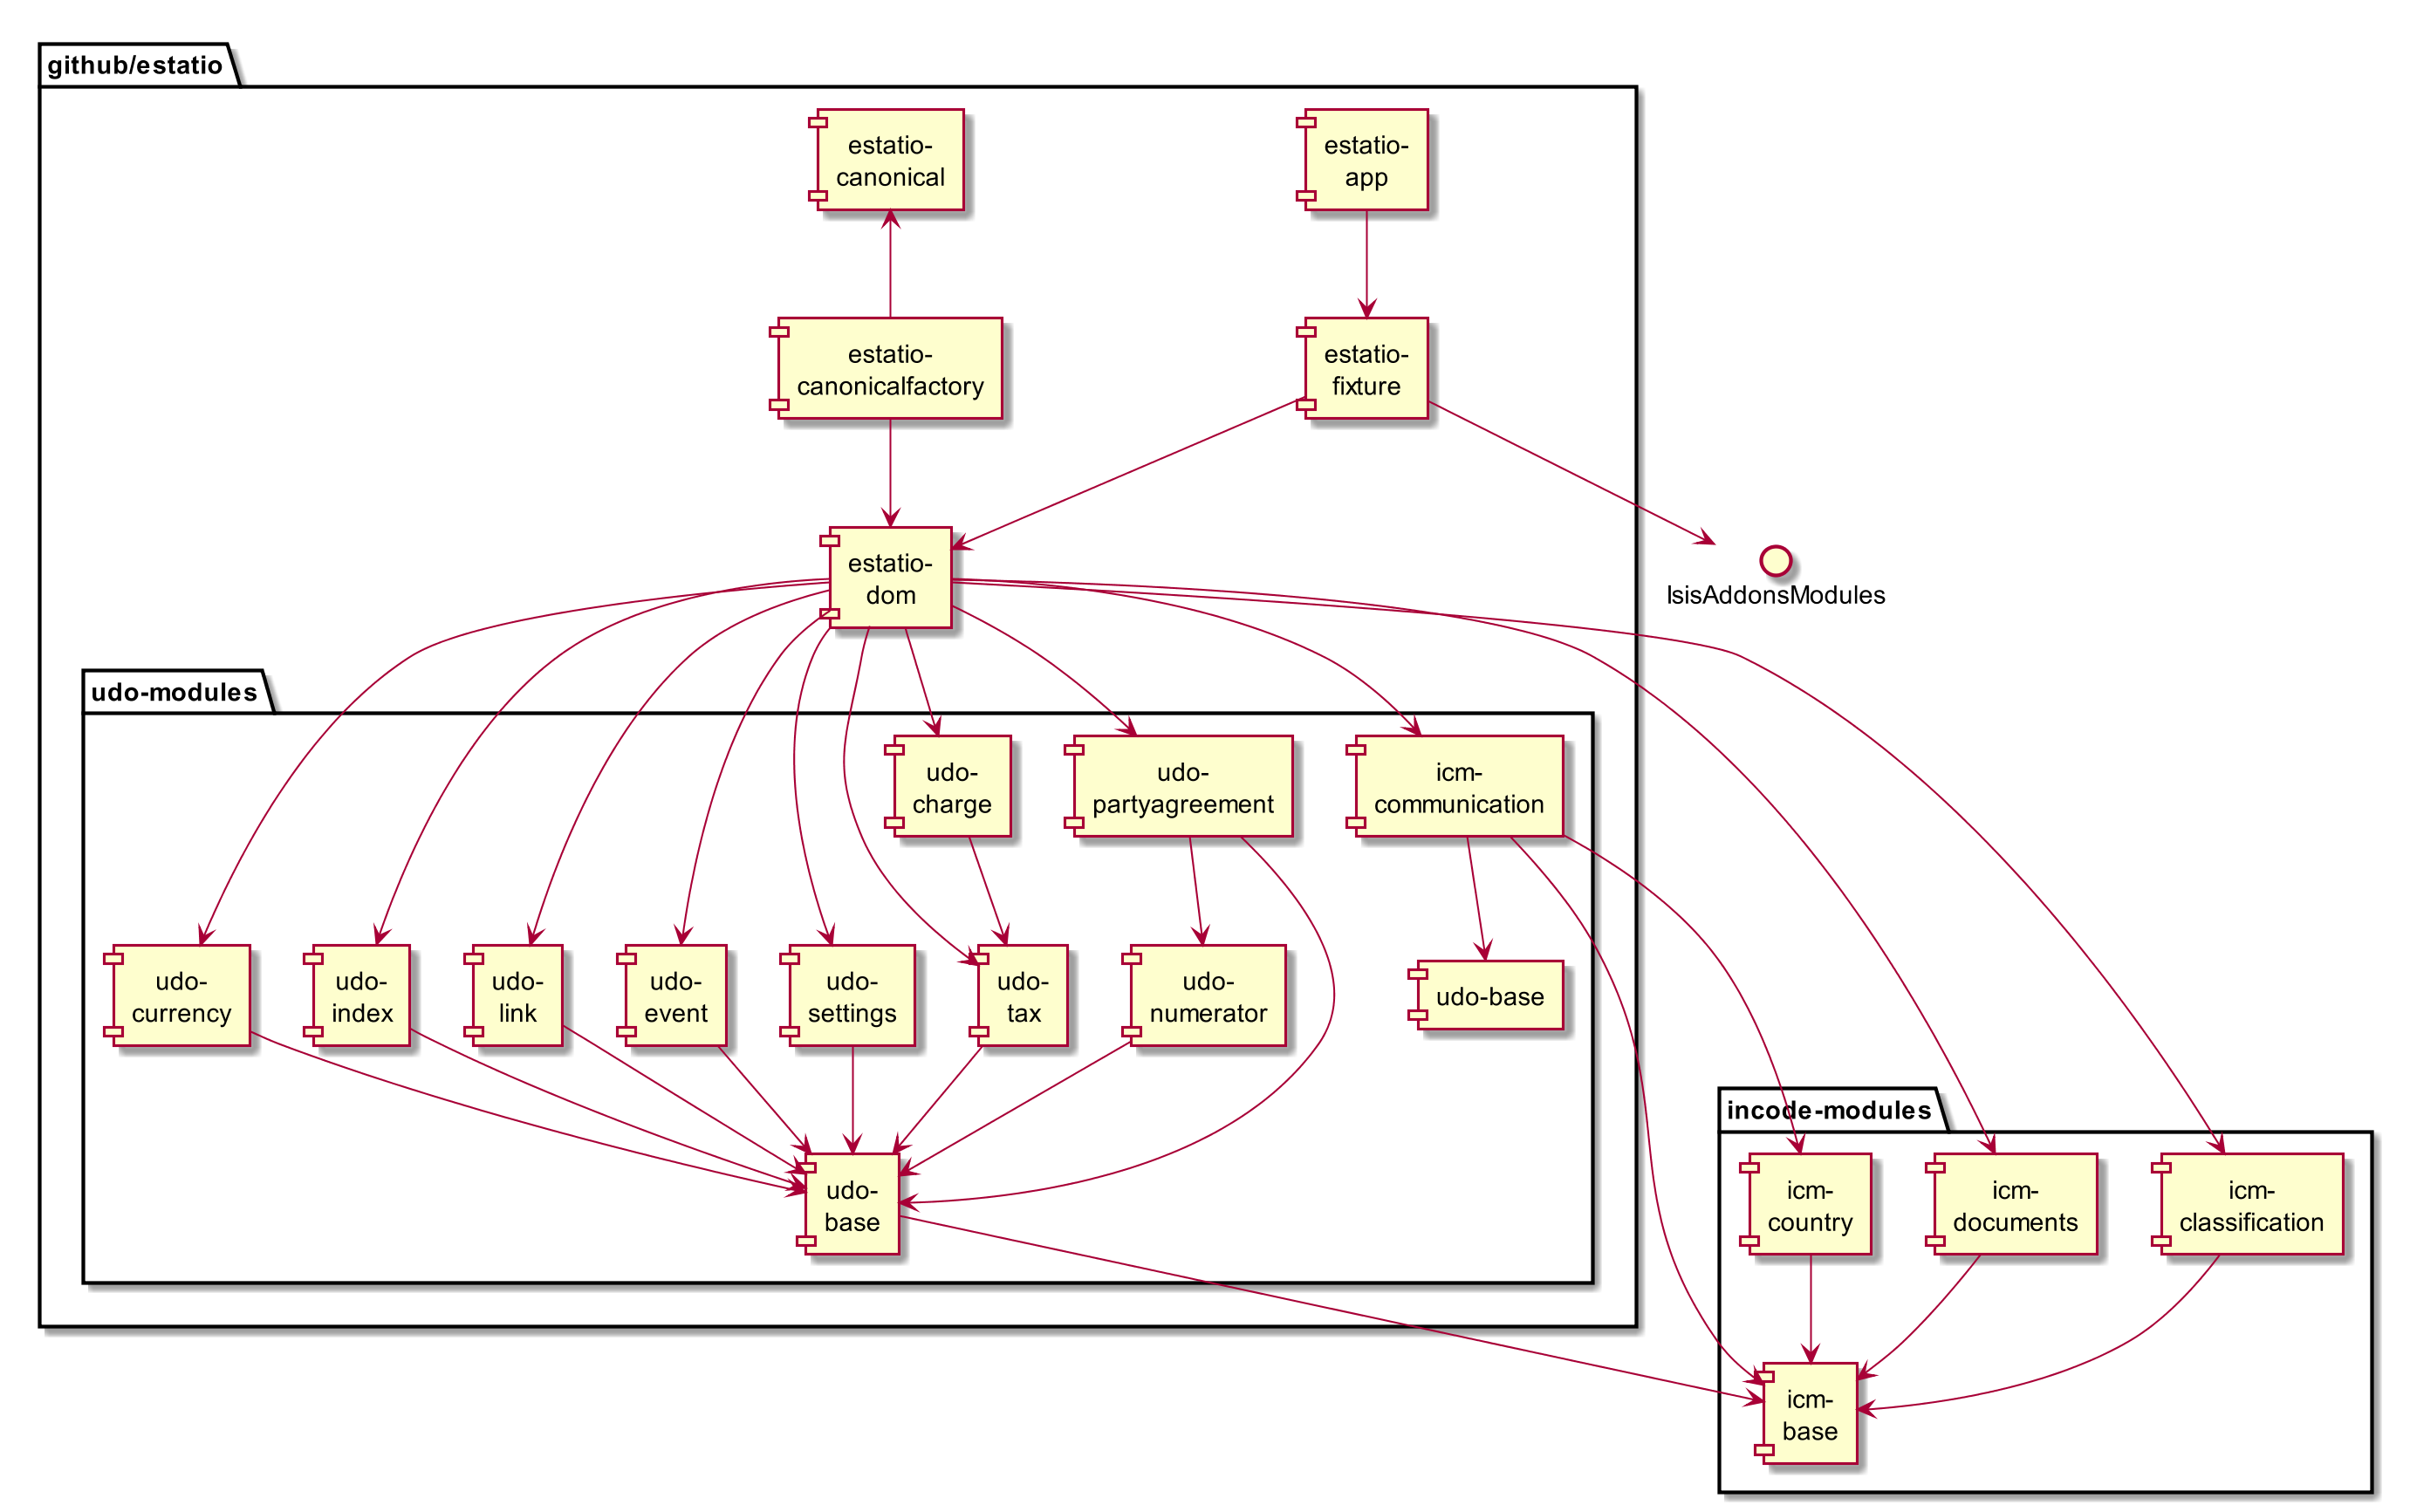 github/estatio
estatio-
canonical
estatio-
app
estatio-
canonicalfactory
estatio-
fixture
estatio-
dom
IsisAddonsModules
udo-modules
udo-
charge
udo-
partyagreement
icm-
communication
udo-
currency
udo-
index
udo-
link
udo-
event
udo-
settings
udo-
tax
udo-
numerator
udo-base
incode-modules
udo-
base
icm-
country
icm-
documents
icm-
classification
icm-
base